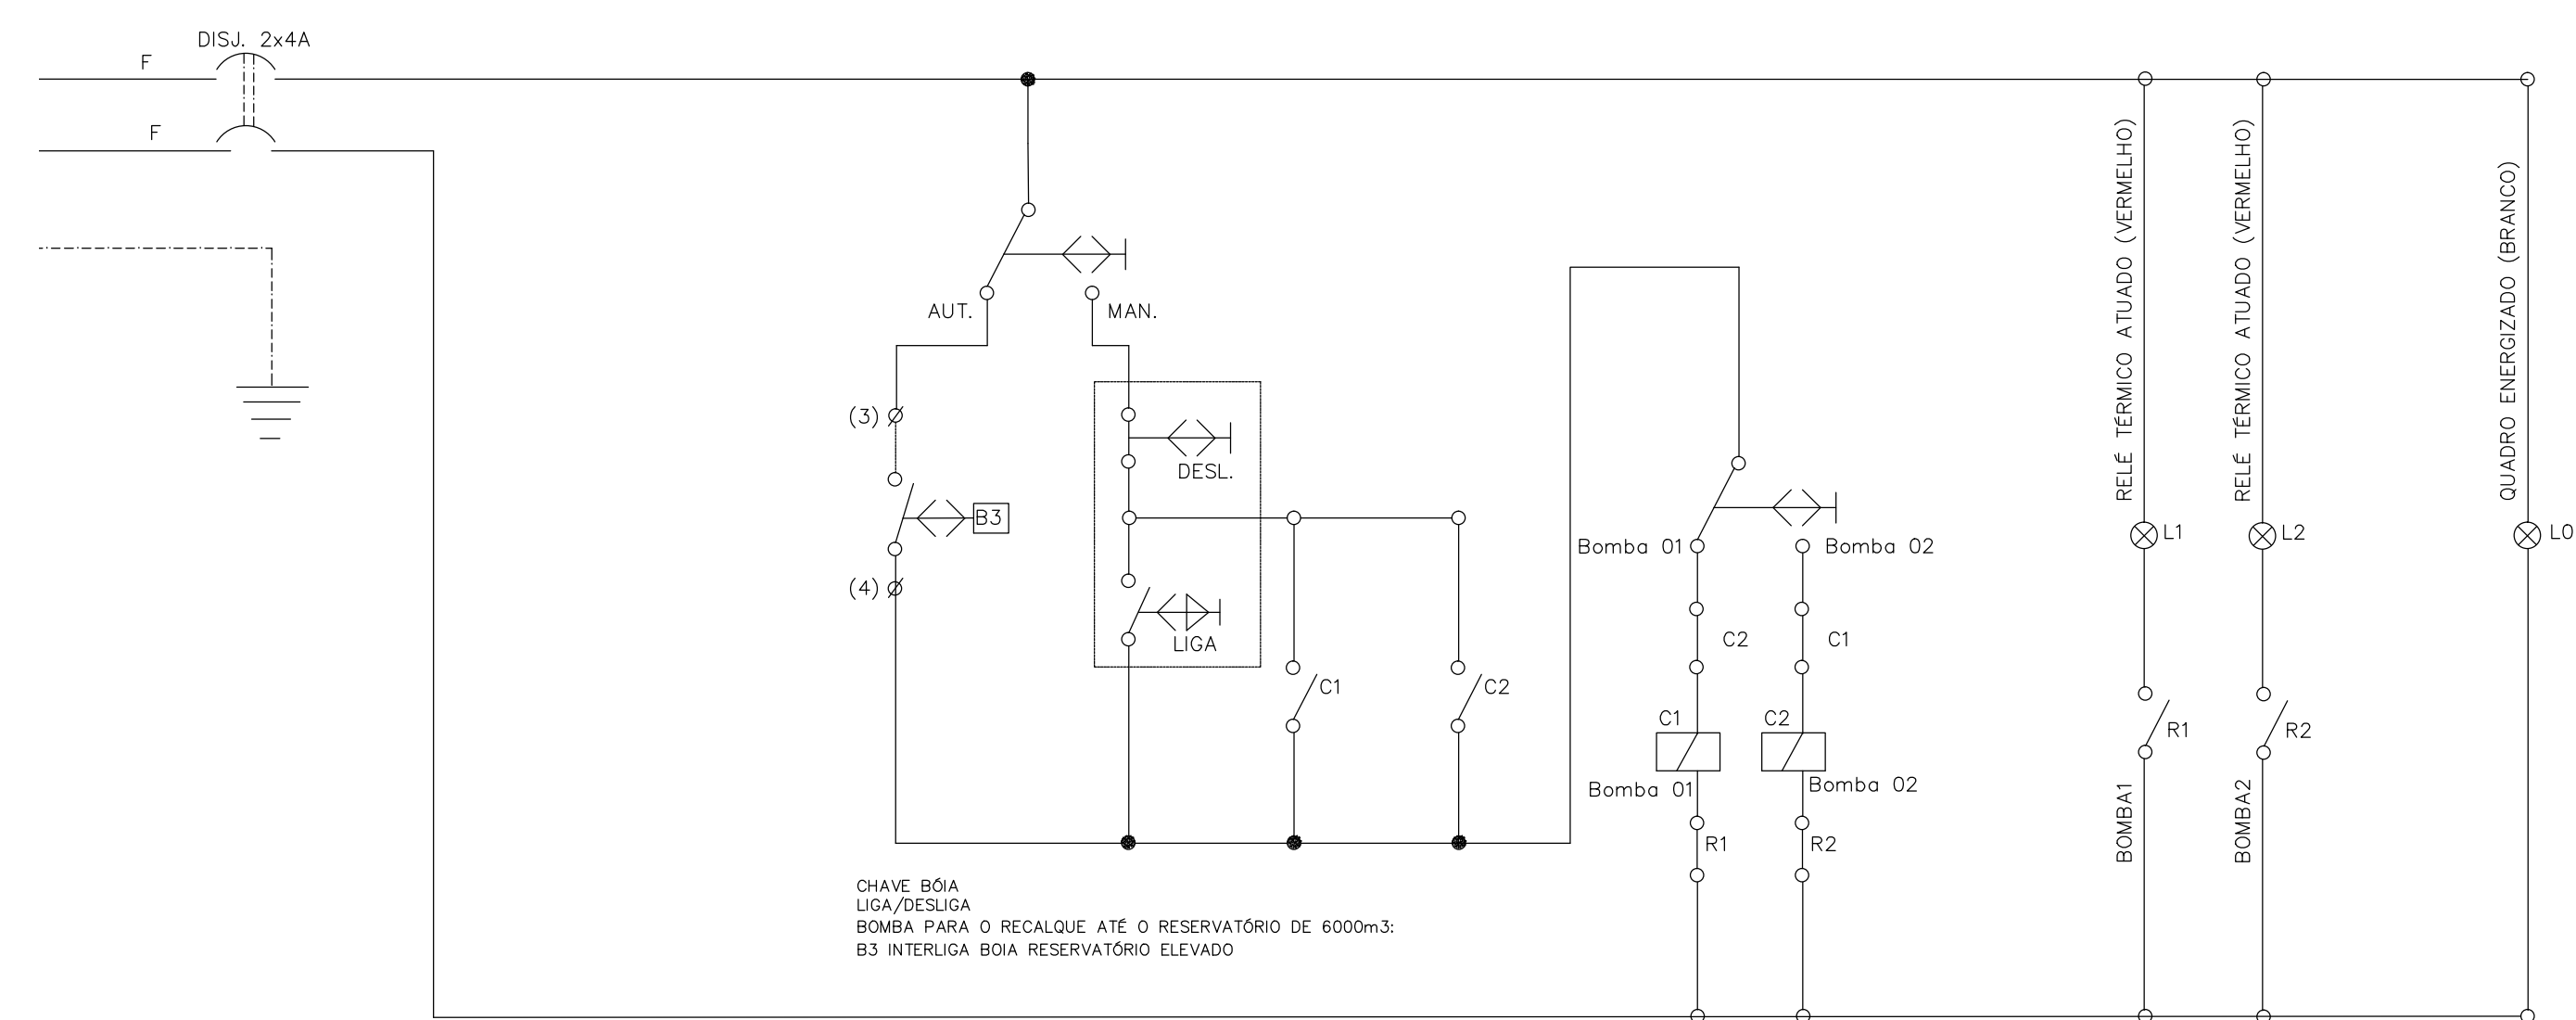 DISJ. 2x4A
F
F
AUT.
MAN.
(3)
DESL.
B3
(4)
LIGA
C1
C2
Bomba 01
Bomba 02
C2
C1
C1
C2
Bomba 01
Bomba 02
R1
R2
RELÉ TÉRMICO ATUADO (VERMELHO)
L1
R1
BOMBA1
RELÉ TÉRMICO ATUADO (VERMELHO)
L2
R2
BOMBA2
QUADRO ENERGIZADO (BRANCO)
L0
CHAVE BÓIA
LIGA/DESLIGA
BOMBA PARA O RECALQUE ATÉ O RESERVATÓRIO DE 6000m3:
B3 INTERLIGA BOIA RESERVATÓRIO ELEVADO